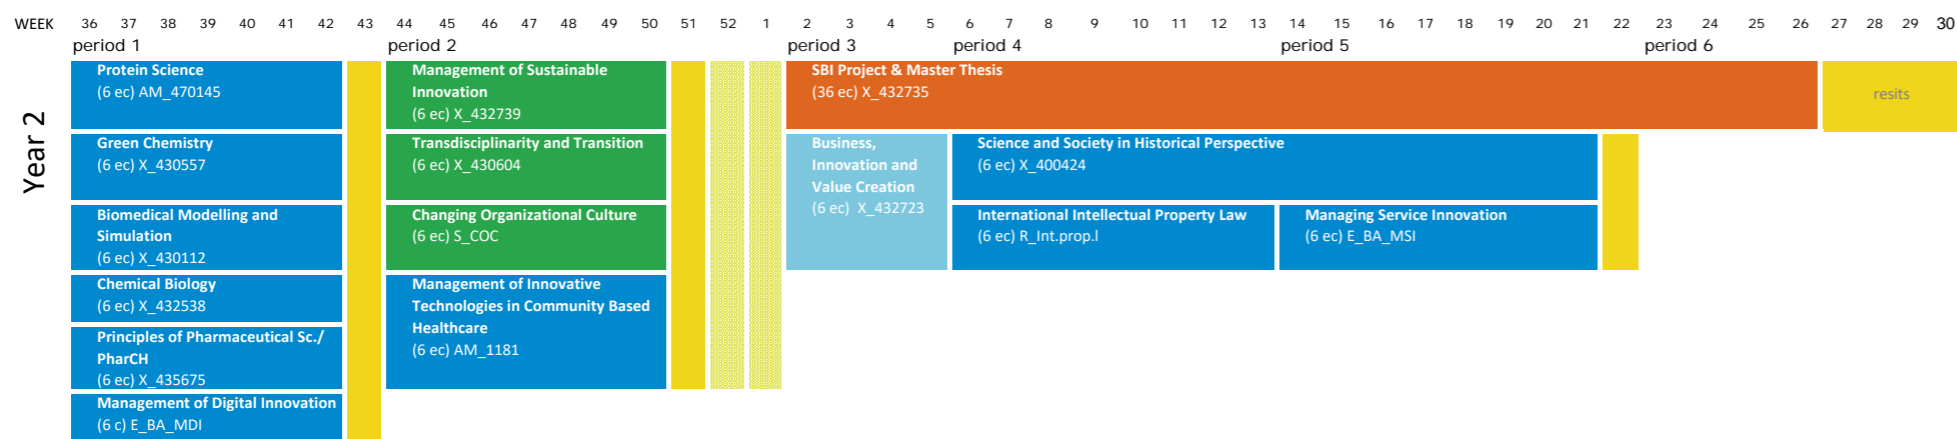 WEEK 36 37 38 39 40 41 42 43 44 45 46 47 48 49 50 51 52 1 2 3 4 5 6 7 8 9 10 11 12 13 14 15 16 17 18 19 20 21 22 23 24 25 26 27 28 29 30
period 1 period 2 period 3 period 4 period 5 period 6
Year 2
Protein Science
(6 ec) AM_470145
Green Chemistry
(6 ec) X_430557
Biomedical Modelling and
Simulation
(6 ec) X_430112
Chemical Biology
(6 ec) X_432538
Principles of Pharmaceutical Sc./
PharCH
(6 ec) X_435675
Management of Digital Innovation
(6 c) E_BA_MDI
Management of Sustainable
Innovation
(6 ec) X_432739
Transdisciplinarity and Transition
(6 ec) X_430604
Changing Organizational Culture
(6 ec) S_COC
Management of Innovative
Technologies in Community Based
Healthcare
(6 ec) AM_1181
SBI Project & Master Thesis
(36 ec) X_432735
resits
Business,
Innovation and
Value Creation
(6 ec) X_432723
Science and Society in Historical Perspective
(6 ec) X_400424
International Intellectual Property Law
(6 ec) R_Int.prop.l
Managing Service Innovation
(6 ec) E_BA_MSI